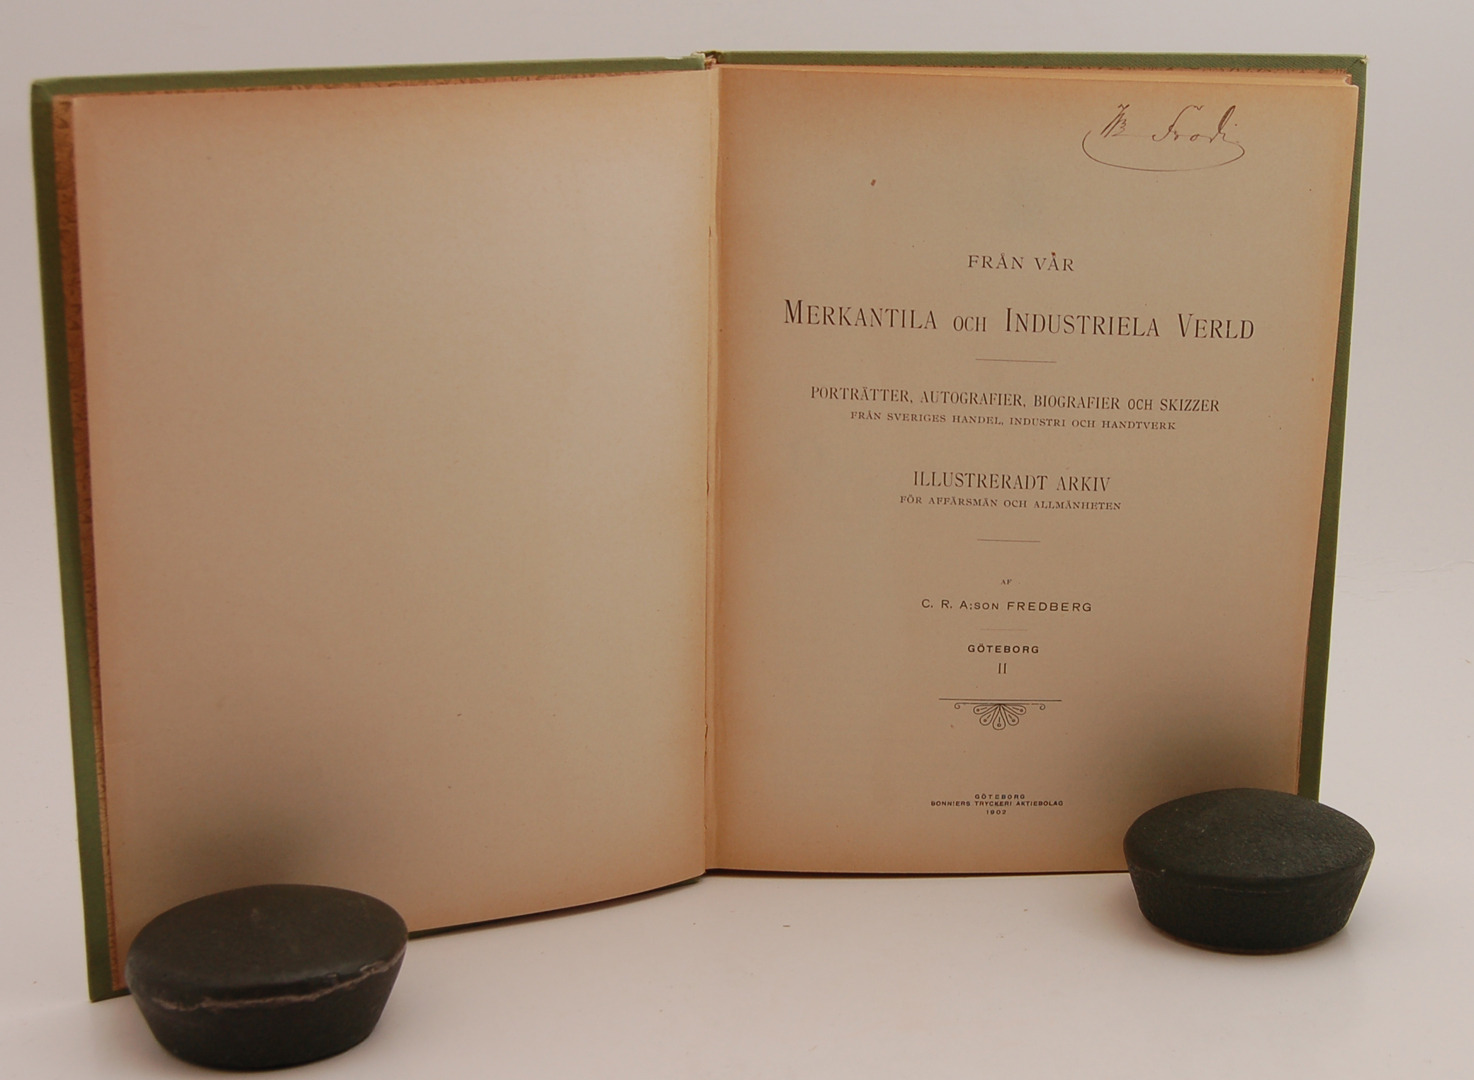 FRÅN VÅR
MERKANTILA OCH INDUSTRIELA VERLD
PORTRÄTTER, AUTOGRAFIER, BIOGRAFIER OCH SKIZZER
FRÅN SVERIGES HANDEL, INDUSTRI OCH HANDTVERK
ILLUSTRERADT ARKIV
FÖR AFFÄRSMÄN OCH ALLMÄNHETEN
AF
C. R. A:SON FREDBERG
GÖTEBORG
II
GÖTEBORG
BONNIERS TRYCKERI AKTIEBOLAG
1902